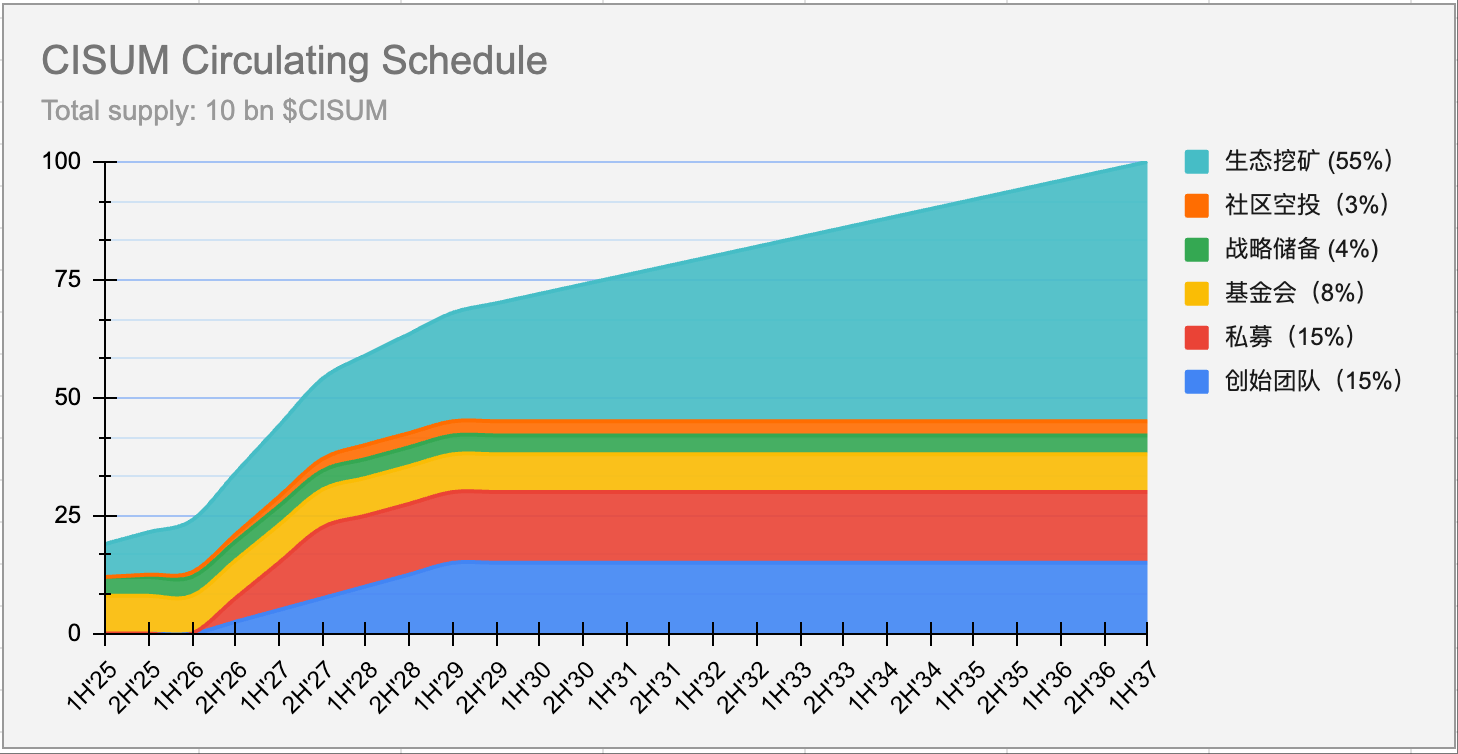 CISUM Circulating Schedule
Total supply: 10 bn $CISUM
100
75
50
25
0
1H'25
2H'25
1H'26
2H'26
1H'27
2H'27
1H'28
2H'28
1H'29
2H'29
1H'30
2H'30
1H'31
2H'31
1H'32
2H'32
1H'33
2H'33
1H'34
2H'34
1H'35
2H'35
1H'36
2H'36
1H'37
生态挖矿 (55%）
社区空投（3%）
战略储备 (4%)
基金会（8%）
私募（15%）
创始团队（15%）